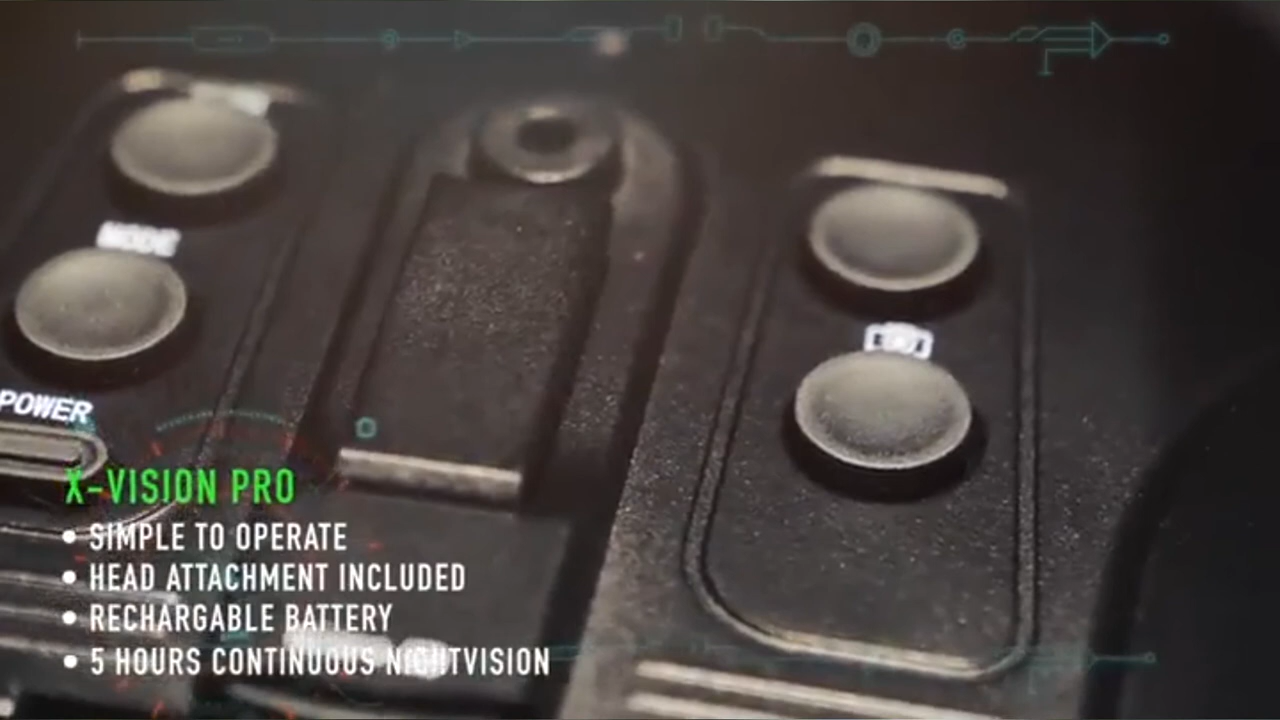 MODE
POWER
X-VISION PRO
• SIMPLE TO OPERATE
• HEAD ATTACHMENT INCLUDED
• RECHARGABLE BATTERY
• 5 HOURS CONTINUOUS NIGHTVISION